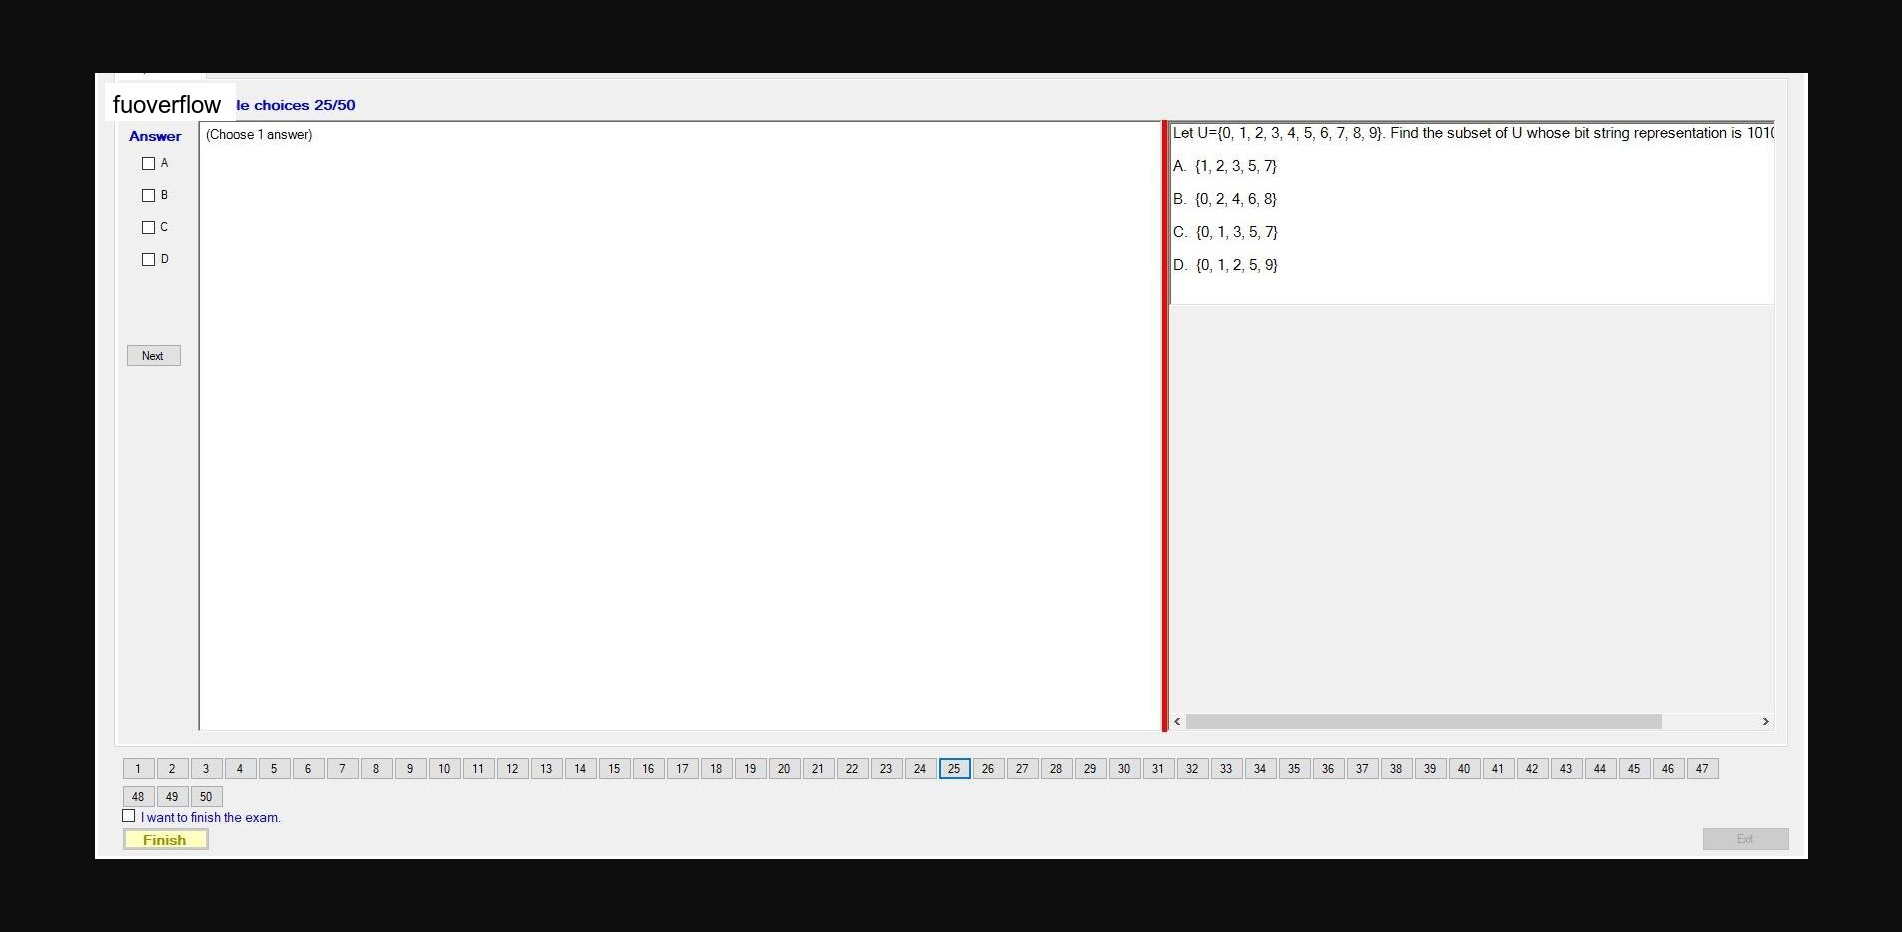 fuoverflow le choices 25/50
Answer
(Choose 1 answer)
A
B
C
D
Next
Let U={0, 1, 2, 3, 4, 5, 6, 7, 8, 9}. Find the subset of U whose bit string representation is 1010
A. {1, 2, 3, 5, 7}
B. {0, 2, 4, 6, 8}
C. {0, 1, 3, 5, 7}
D. {0, 1, 2, 5, 9}
1 2 3 4 5 6 7 8 9 10 11 12 13 14 15 16 17 18 19 20 21 22 23 24 25 26 27 28 29 30 31 32 33 34 35 36 37 38 39 40 41 42 43 44 45 46 47
48 49 50
I want to finish the exam.
Finish
Exit